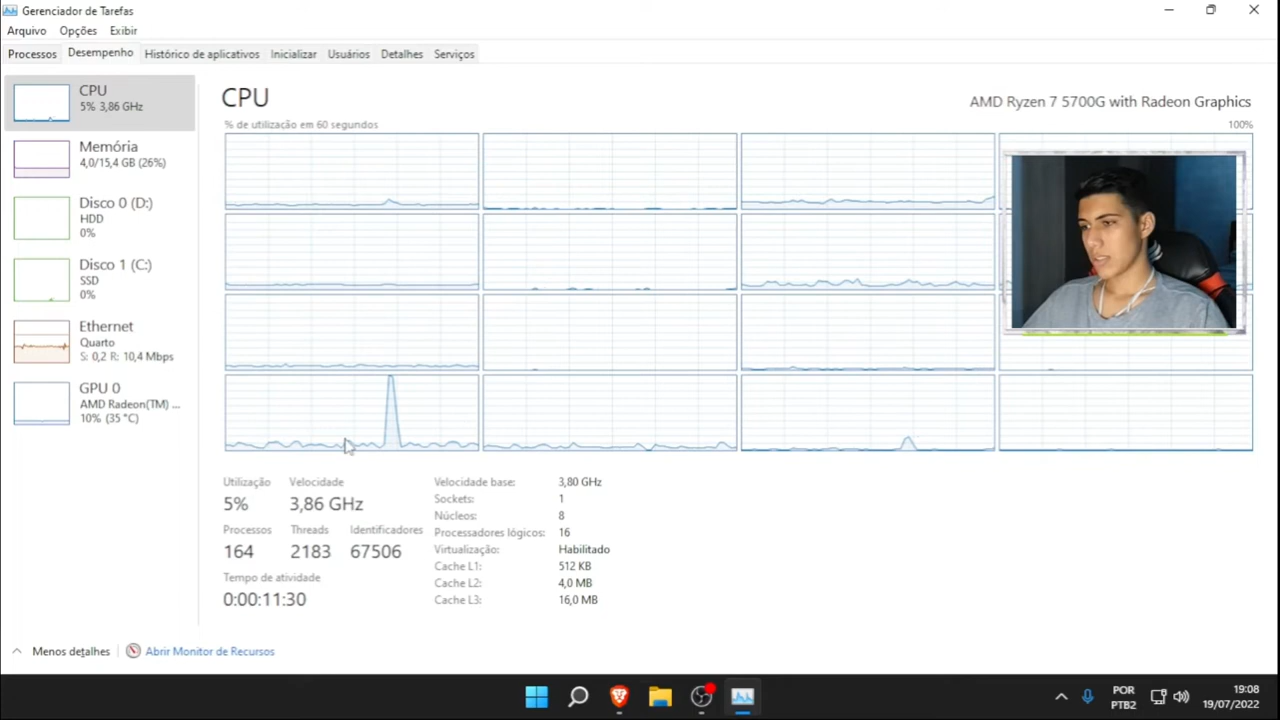 Gerenciador de Tarefas
Arquivo Opções Exibir
Processos Desempenho Histórico de aplicativos Inicializar Usuários Detalhes Serviços
CPU
5% 3,86 GHz
Memória
4,0/15,4 GB (26%)
Disco 0 (D:)
HDD
0%
Disco 1 (C:)
SSD
0%
Ethernet
Quarto
S: 0,2 R: 10,4 Mbps
GPU 0
AMD Radeon(TM) ...
10% (35 °C)
CPU
AMD Ryzen 7 5700G with Radeon Graphics
% de utilização em 60 segundos
100%
Utilização Velocidade
5% 3,86 GHz
Processos Threads Identificadores
164 2183 67506
Tempo de atividade
0:00:11:30
Velocidade base: 3,80 GHz
Sockets: 1
Núcleos: 8
Processadores lógicos: 16
Virtualização: Habilitado
Cache L1: 512 KB
Cache L2: 4,0 MB
Cache L3: 16,0 MB
Menos detalhes
Abrir Monitor de Recursos
POR
PTB2
19:08
19/07/2022